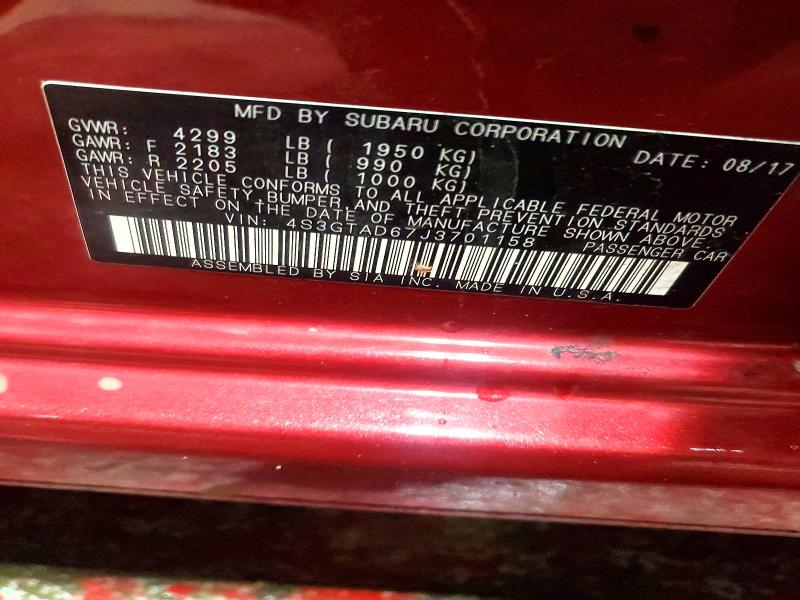 MFD BY SUBARU CORPORATION
GVWR: 4299 LB ( 1950 KG) DATE: 08/17
GAWR: F 2183 LB ( 990 KG)
GAWR: R 2205 LB ( 1000 KG)
THIS VEHICLE CONFORMS TO ALL APPLICABLE FEDERAL MOTOR
VEHICLE SAFETY, BUMPER, AND THEFT PREVENTION STANDARDS
IN EFFECT ON THE DATE OF MANUFACTURE SHOWN ABOVE.
VIN: 4S3GTAD67J3701158 PASSENGER CAR
ASSEMBLED BY SIA INC. MADE IN U.S.A.